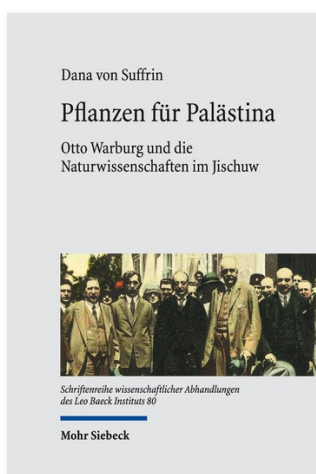 Dana von Suffrin
Pflanzen für Palästina
Otto Warburg und die
Naturwissenschaften im Jischuw
Schriftenreihe wissenschaftlicher Abhandlungen
des Leo Baeck Instituts 80
Mohr Siebeck